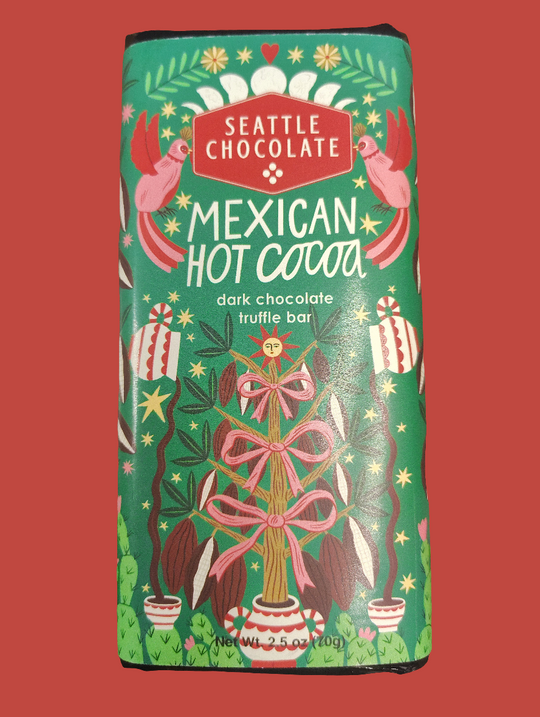 SEATTLE
CHOCOLATE
MEXICAN
HOT cocoa
dark chocolate
truffle bar
Net Wt. 2.5 oz (70g)